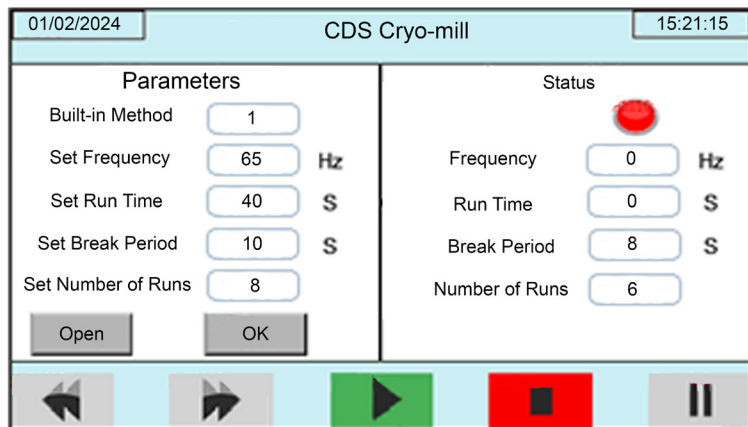 01/02/2024
CDS Cryo-mill
15:21:15
Parameters
Built-in Method 1
Set Frequency 65 Hz
Set Run Time 40 S
Set Break Period 10 S
Set Number of Runs 8
Open OK
Status
Frequency 0 Hz
Run Time 0 S
Break Period 8 S
Number of Runs 6